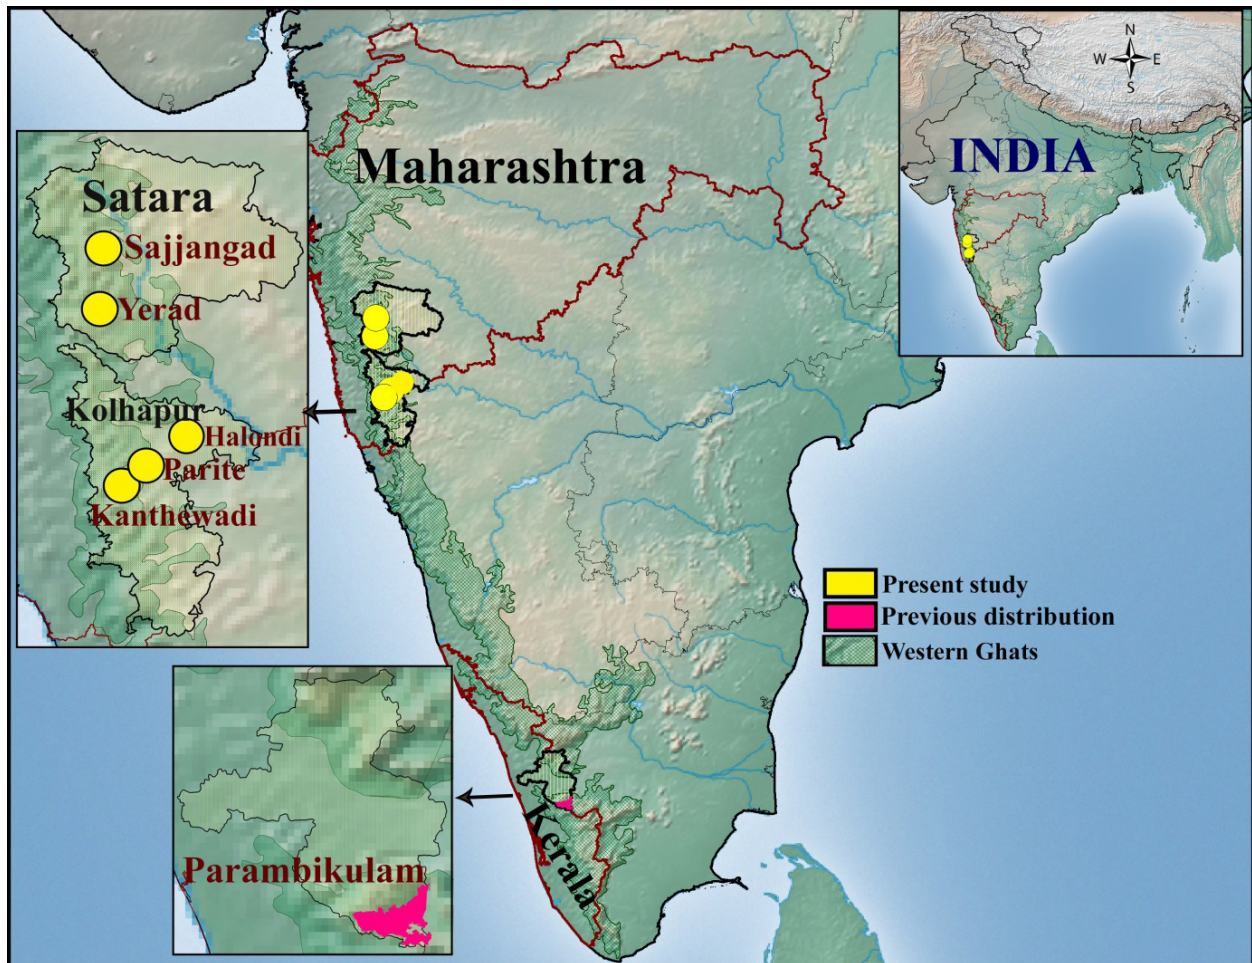 N
W E
S
INDIA
Maharashtra
Satara
Sajjangad
Yerad
Kolhapur
Halondi
Parite
Kanthewadi
Present study
Previous distribution
Western Ghats
Parambikulam
Kerala